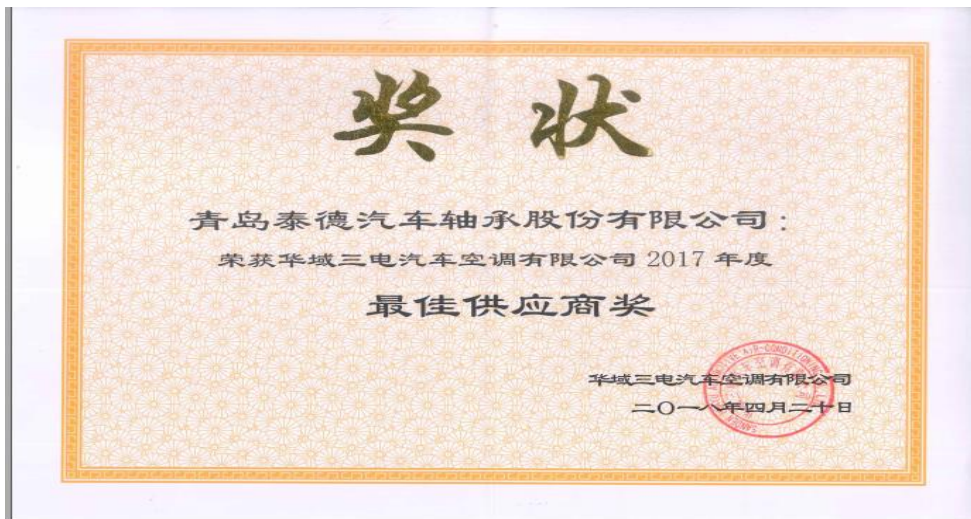 奖状
青岛泰德汽车轴承股份有限公司：
荣获华域三电汽车空调有限公司 2017 年度
最佳供应商奖
华域三电汽车空调有限公司
二〇一八年四月二十日